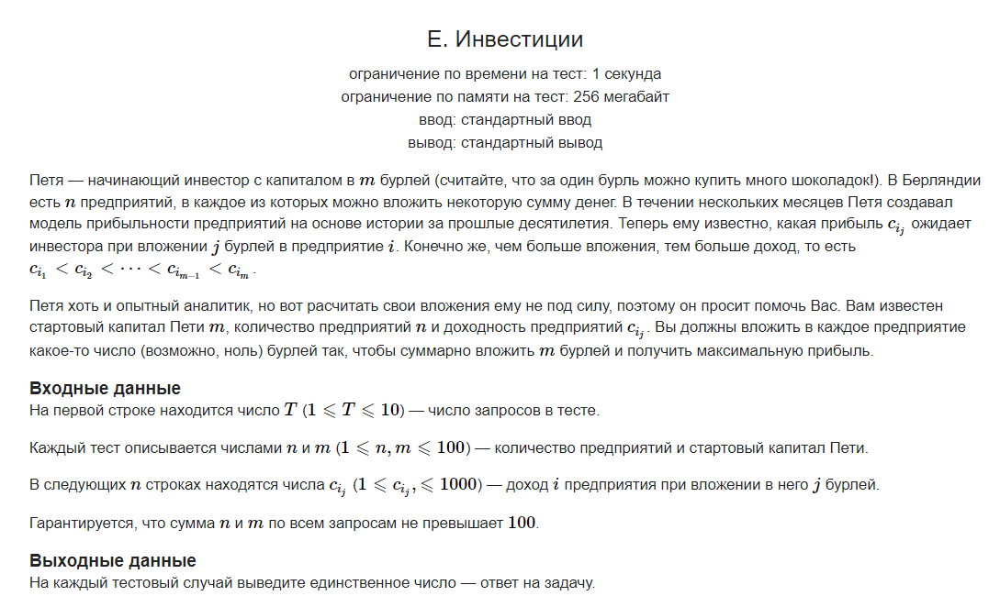 E. Инвестиции
ограничение по времени на тест: 1 секунда
ограничение по памяти на тест: 256 мегабайт
ввод: стандартный ввод
вывод: стандартный вывод
Петя — начинающий инвестор с капиталом в m бурлей (считайте, что за один бурль можно купить много шоколадок!). В Берляндии
есть n предприятий, в каждое из которых можно вложить некоторую сумму денег. В течении нескольких месяцев Петя создавал
модель прибыльности предприятий на основе истории за прошлые десятилетия. Теперь ему известно, какая прибыль c_{i_j} ожидает
инвестора при вложении j бурлей в предприятие i. Конечно же, чем больше вложения, тем больше доход, то есть
c_{i_1} < c_{i_2} < ⋯ < c_{i_{m−1}} < c_{i_m}.
Петя хоть и опытный аналитик, но вот расчитать свои вложения ему не под силу, поэтому он просит помочь Вас. Вам известен
стартовый капитал Пети m, количество предприятий n и доходность предприятий c_{i_j}. Вы должны вложить в каждое предприятие
какое-то число (возможно, ноль) бурлей так, чтобы суммарно вложить m бурлей и получить максимальную прибыль.
Входные данные
На первой строке находится число T (1 ⩽ T ⩽ 10) — число запросов в тесте.
Каждый тест описывается числами n и m (1 ⩽ n, m ⩽ 100) — количество предприятий и стартовый капитал Пети.
В следующих n строках находятся числа c_{i_j} (1 ⩽ c_{i_j}, ⩽ 1000) — доход i предприятия при вложении в него j бурлей.
Гарантируется, что сумма n и m по всем запросам не превышает 100.
Выходные данные
На каждый тестовый случай выведите единственное число — ответ на задачу.